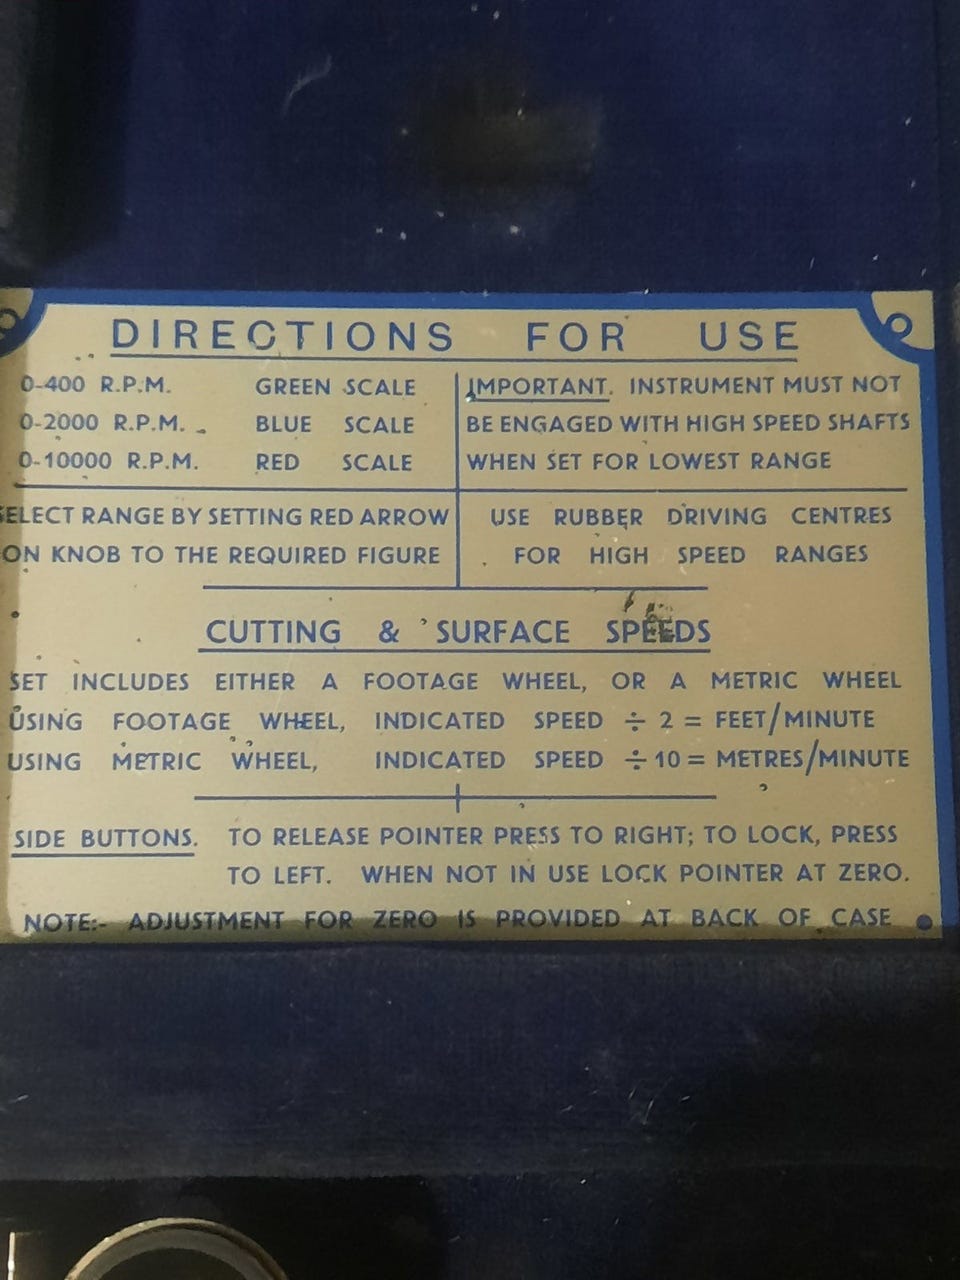 DIRECTIONS FOR USE
0-400 R.P.M. GREEN SCALE
0-2000 R.P.M. BLUE SCALE
0-10000 R.P.M. RED SCALE
IMPORTANT. INSTRUMENT MUST NOT
BE ENGAGED WITH HIGH SPEED SHAFTS
WHEN SET FOR LOWEST RANGE
SELECT RANGE BY SETTING RED ARROW
ON KNOB TO THE REQUIRED FIGURE
USE RUBBER DRIVING CENTRES
FOR HIGH SPEED RANGES
CUTTING & SURFACE SPEEDS
SET INCLUDES EITHER A FOOTAGE WHEEL, OR A METRIC WHEEL
USING FOOTAGE WHEEL, INDICATED SPEED ÷ 2 = FEET/MINUTE
USING METRIC WHEEL, INDICATED SPEED ÷ 10 = METRES/MINUTE
SIDE BUTTONS. TO RELEASE POINTER PRESS TO RIGHT; TO LOCK, PRESS
TO LEFT. WHEN NOT IN USE LOCK POINTER AT ZERO.
NOTE:- ADJUSTMENT FOR ZERO IS PROVIDED AT BACK OF CASE